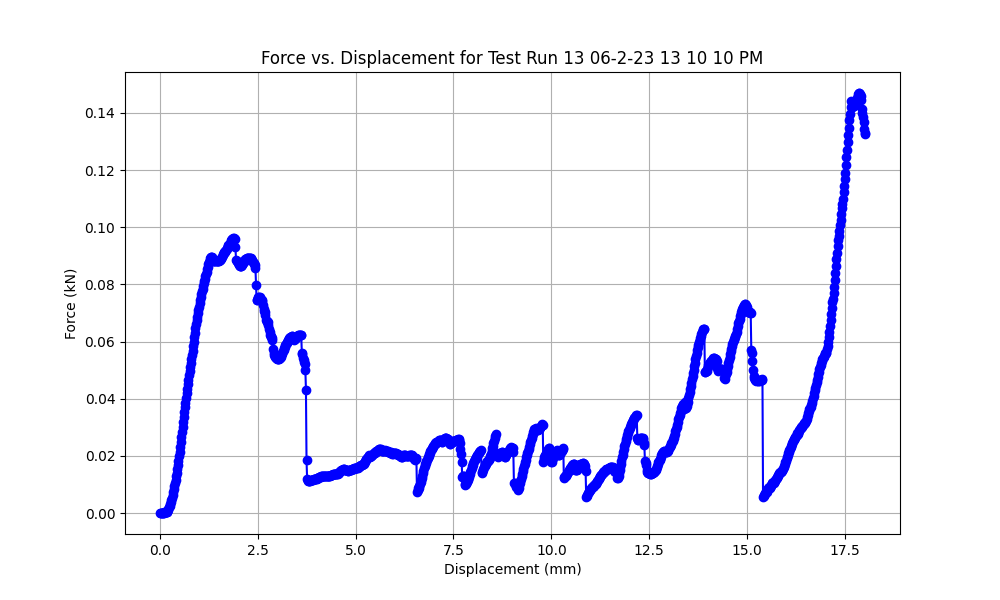 Force vs. Displacement for Test Run 13 06-2-23 13 10 10 PM
0.14
0.12
0.10
0.08
0.06
0.04
0.02
0.00
Force (kN)
0.0 2.5 5.0 7.5 10.0 12.5 15.0 17.5
Displacement (mm)